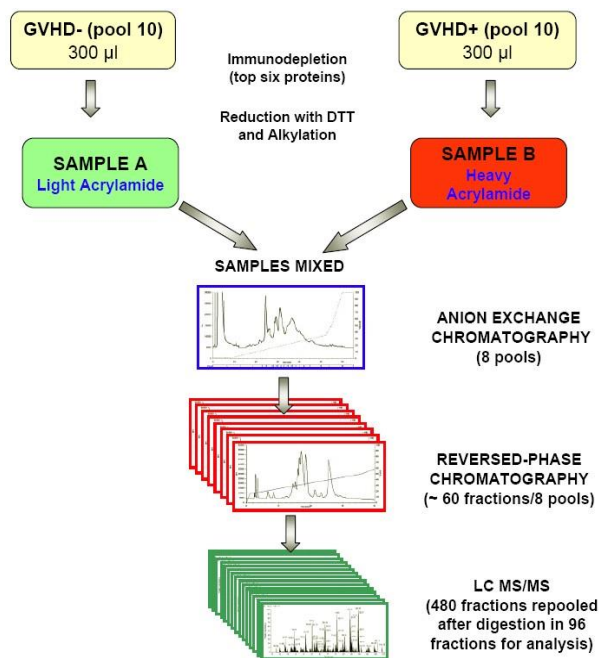 GVHD- (pool 10)
300 µl
GVHD+ (pool 10)
300 µl
Immunodepletion
(top six proteins)
Reduction with DTT
and Alkylation
SAMPLE A
Light Acrylamide
SAMPLE B
Heavy
Acrylamide
SAMPLES MIXED
ANION EXCHANGE
CHROMATOGRAPHY
(8 pools)
REVERSED-PHASE
CHROMATOGRAPHY
(~ 60 fractions/8 pools)
LC MS/MS
(480 fractions repooled
after digestion in 96
fractions for analysis)